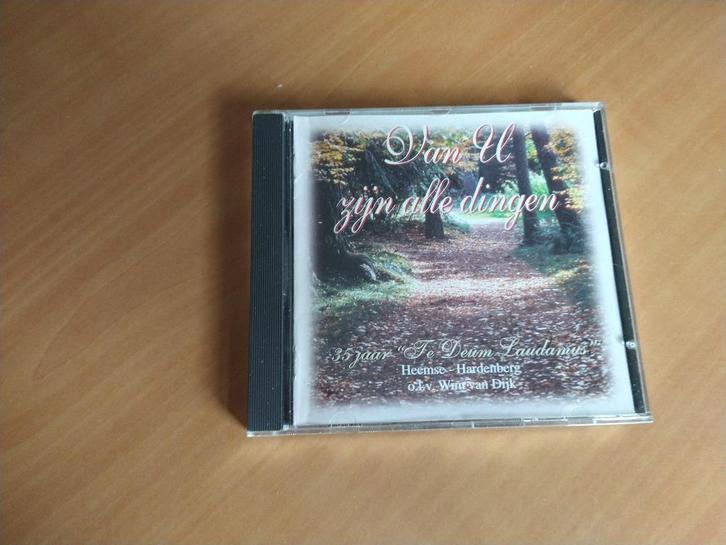 Van U
zijn alle dingen
35 jaar "Te Deum Laudamus"
Heemse - Hardenberg
o.l.v. Wim van Dijk